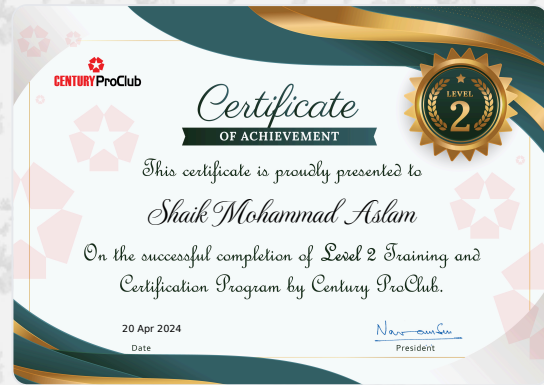 CENTURY ProClub
Certificate
OF ACHIEVEMENT
LEVEL
2
This certificate is proudly presented to
Shaik Mohammad Aslam
On the successful completion of Level 2 Training and
Certification Program by Century ProClub.
20 Apr 2024
Date
President